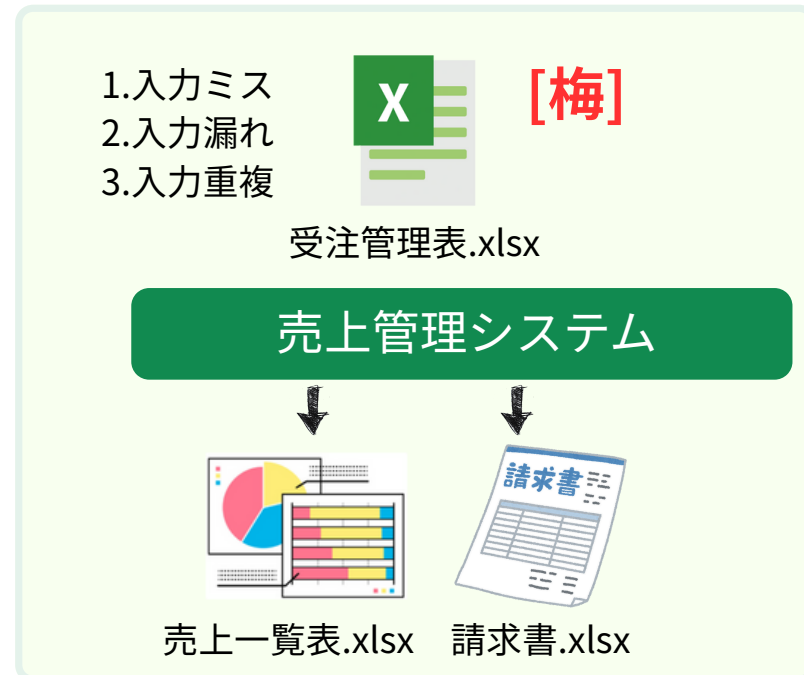 1.入力ミス
2.入力漏れ
3.入力重複
X
[梅]
受注管理表.xlsx
売上管理システム
請求書
売上一覧表.xlsx
請求書.xlsx